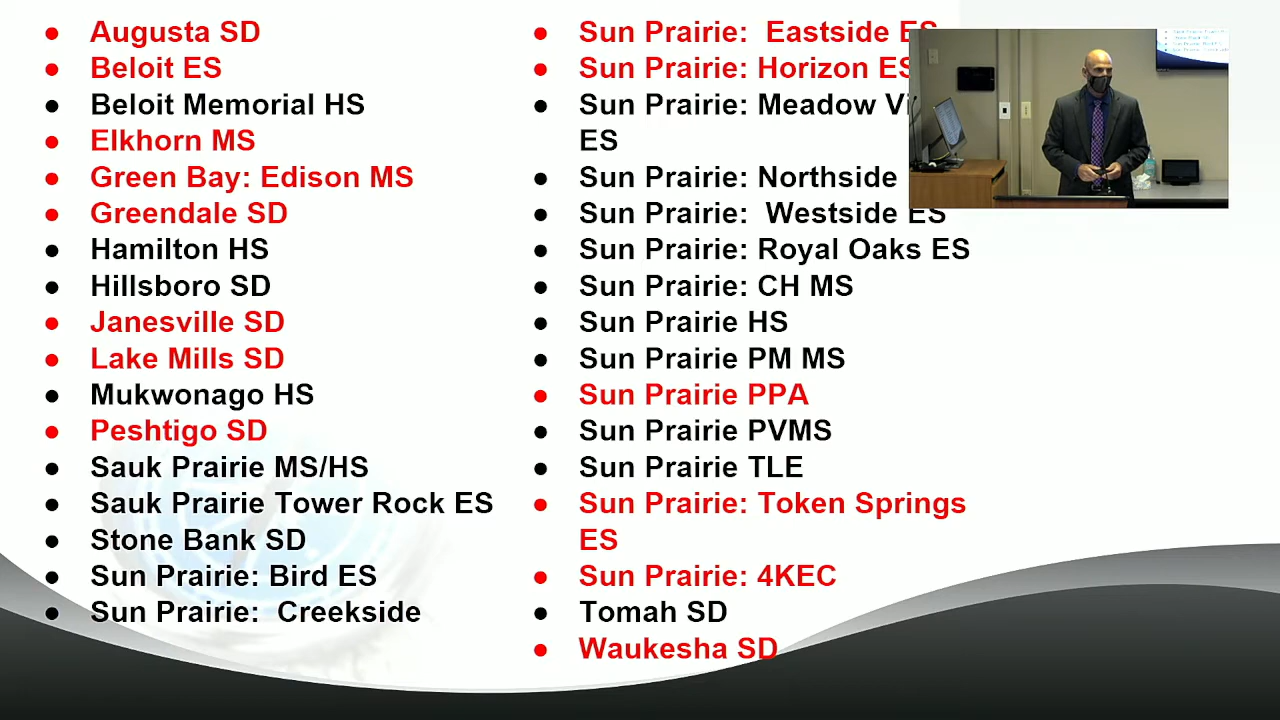 Augusta SD
Beloit ES
Beloit Memorial HS
Elkhorn MS
Green Bay: Edison MS
Greendale SD
Hamilton HS
Hillsboro SD
Janesville SD
Lake Mills SD
Mukwonago HS
Peshtigo SD
Sauk Prairie MS/HS
Sauk Prairie Tower Rock ES
Stone Bank SD
Sun Prairie: Bird ES
Sun Prairie:  Creekside
Sun Prairie:  Eastside ES
Sun Prairie: Horizon ES
Sun Prairie: Meadow
ES
Sun Prairie: Northside
Sun Prairie:  Westside ES
Sun Prairie: Royal Oaks ES
Sun Prairie: CH MS
Sun Prairie HS
Sun Prairie PM MS
Sun Prairie PPA
Sun Prairie PVMS
Sun Prairie TLE
Sun Prairie: Token Springs
ES
Sun Prairie: 4KEC
Tomah SD
Waukesha SD